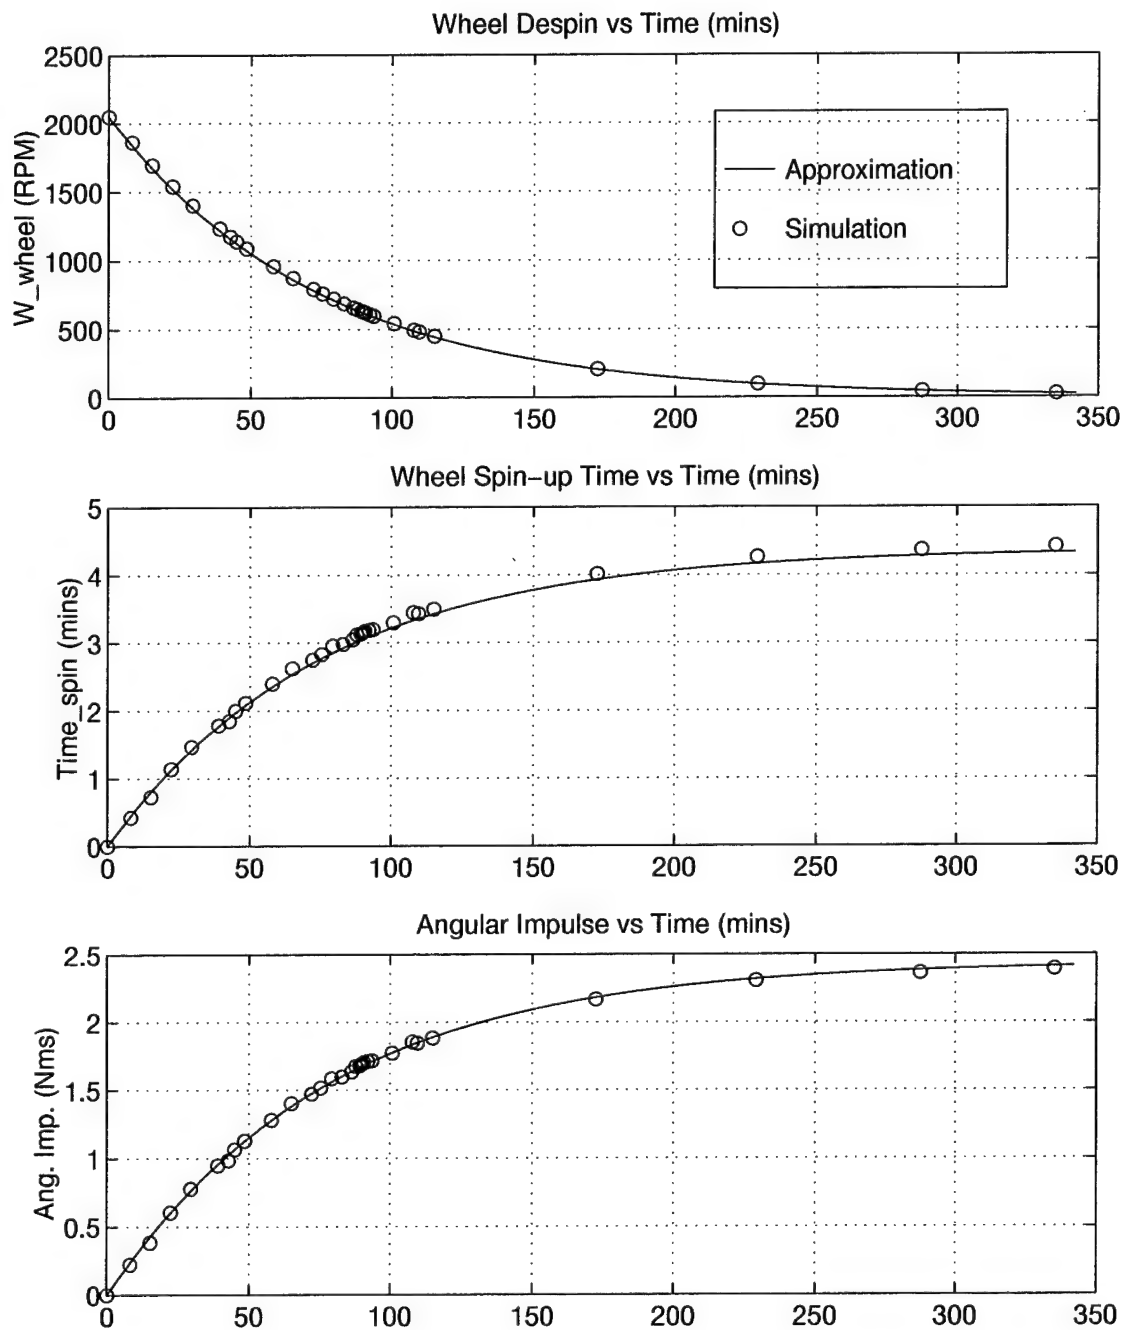 Wheel Despin vs Time (mins)
2500
2000
1500
1000
500
0
W_wheel (RPM)
Approximation
Simulation
0 50 100 150 200 250 300 350
Wheel Spin-up Time vs Time (mins)
5
4
3
2
1
0
Time_spin (mins)
0 50 100 150 200 250 300 350
Angular Impulse vs Time (mins)
2.5
2
1.5
1
0.5
0
Ang. Imp. (Nms)
0 50 100 150 200 250 300 350